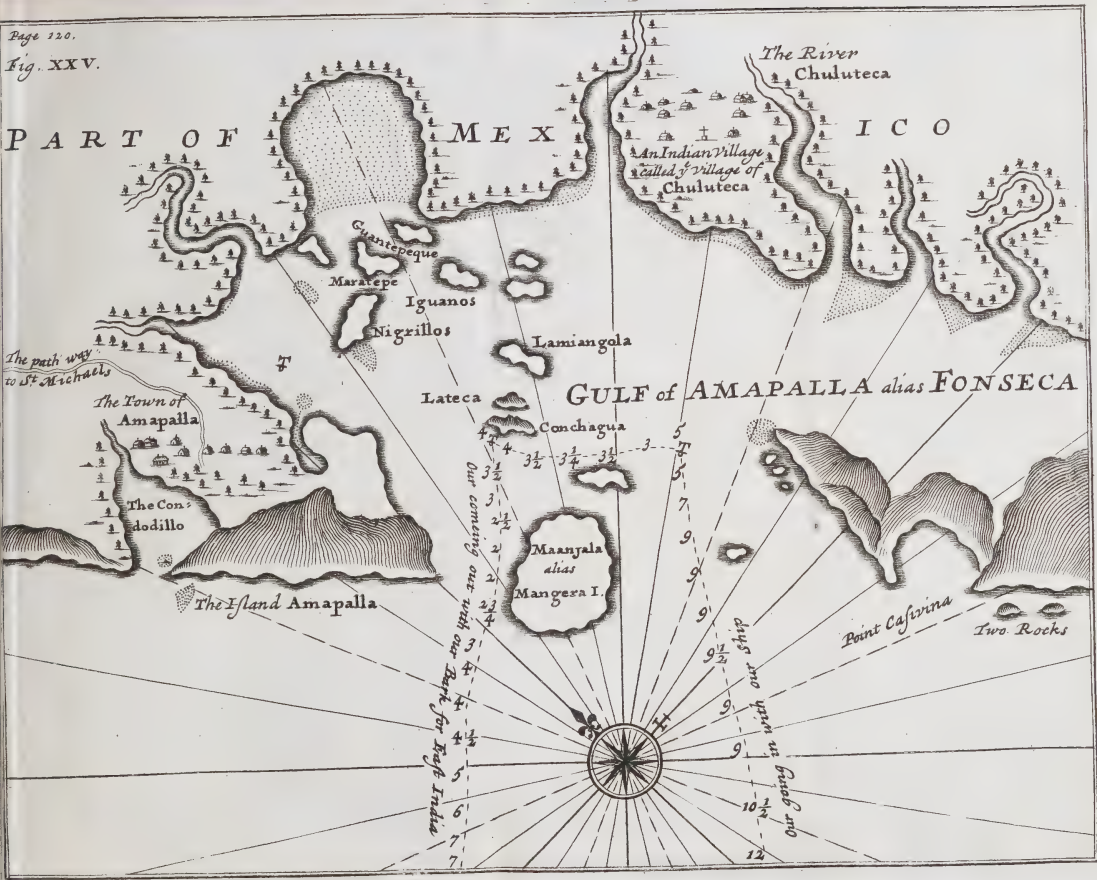 Page 120.
Fig. XXV.
PART OF MEXICO
The River
Chuluteca
An Indian Village
called yᵉ Village of
Chuluteca
Guantepeque
Maratepe
Iguanos
Nigrillos
Lamiangola
The path way
to Sᵗ Michaels
The Town of
Amapalla
GULF of AMAPALLA alias FONSECA
Lateca
Conchagua
4
4
3½
3¼
3½
3
5
5
7
9
9
9
9½
9
9
10½
12
Our going in with our ships
3½
3
2½
2
2
2¾
3
4
4
4½
5
6
7
7
Our comeing out with our Bark for East India
The Con-
dodillo
Maanjala
alias
Mangera I.
The Island Amapalla
Point Casivina
Two Rocks